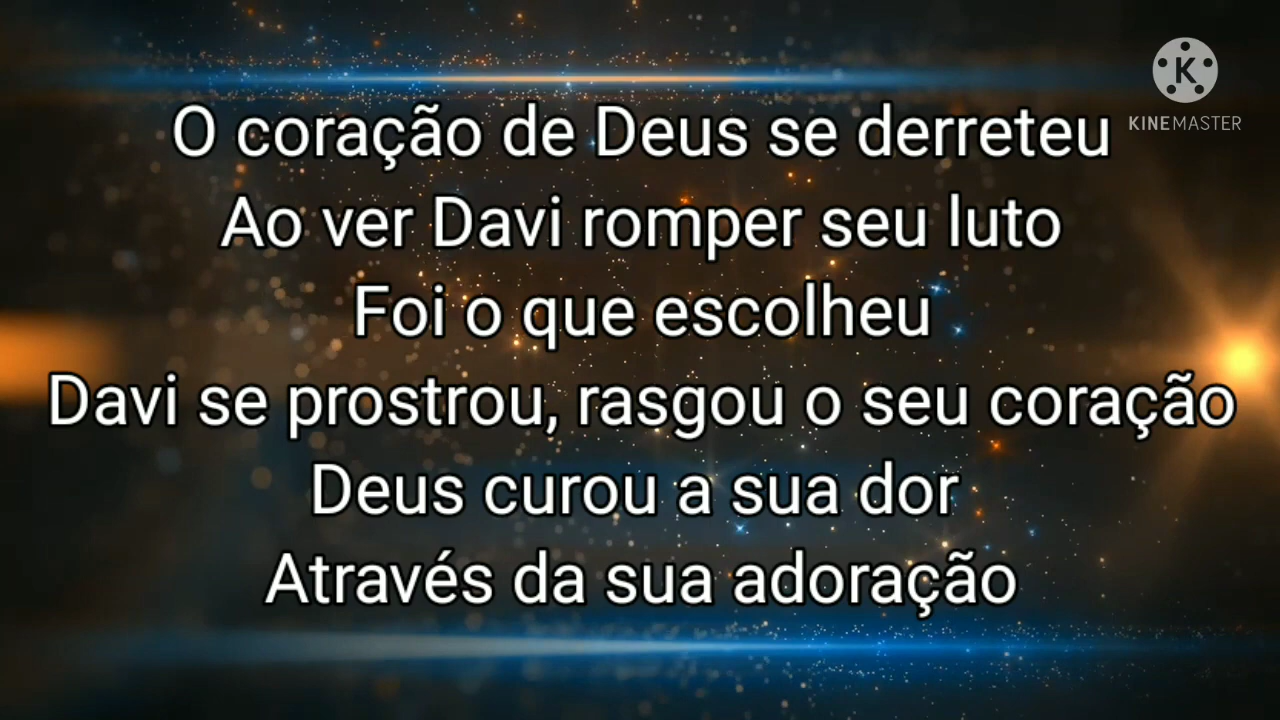 KINEMASTER
O coração de Deus se derreteu
Ao ver Davi romper seu luto
Foi o que escolheu
Davi se prostrou, rasgou o seu coração
Deus curou a sua dor
Através da sua adoração